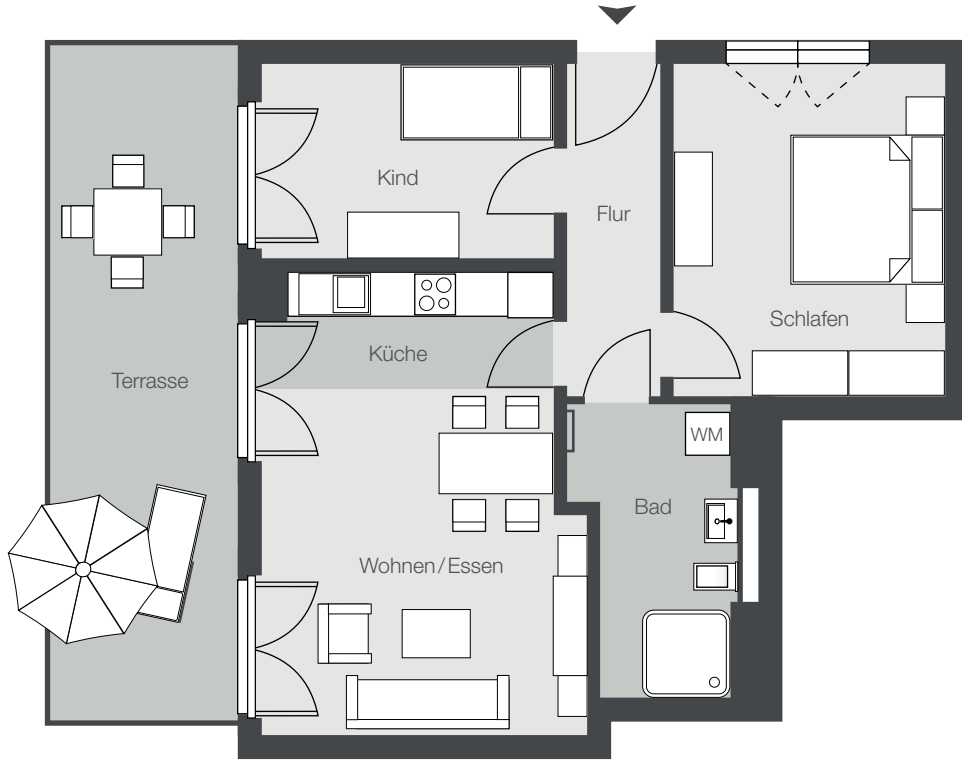 Kind
Flur
Schlafen
Küche
Terrasse
WM
Bad
Wohnen/Essen